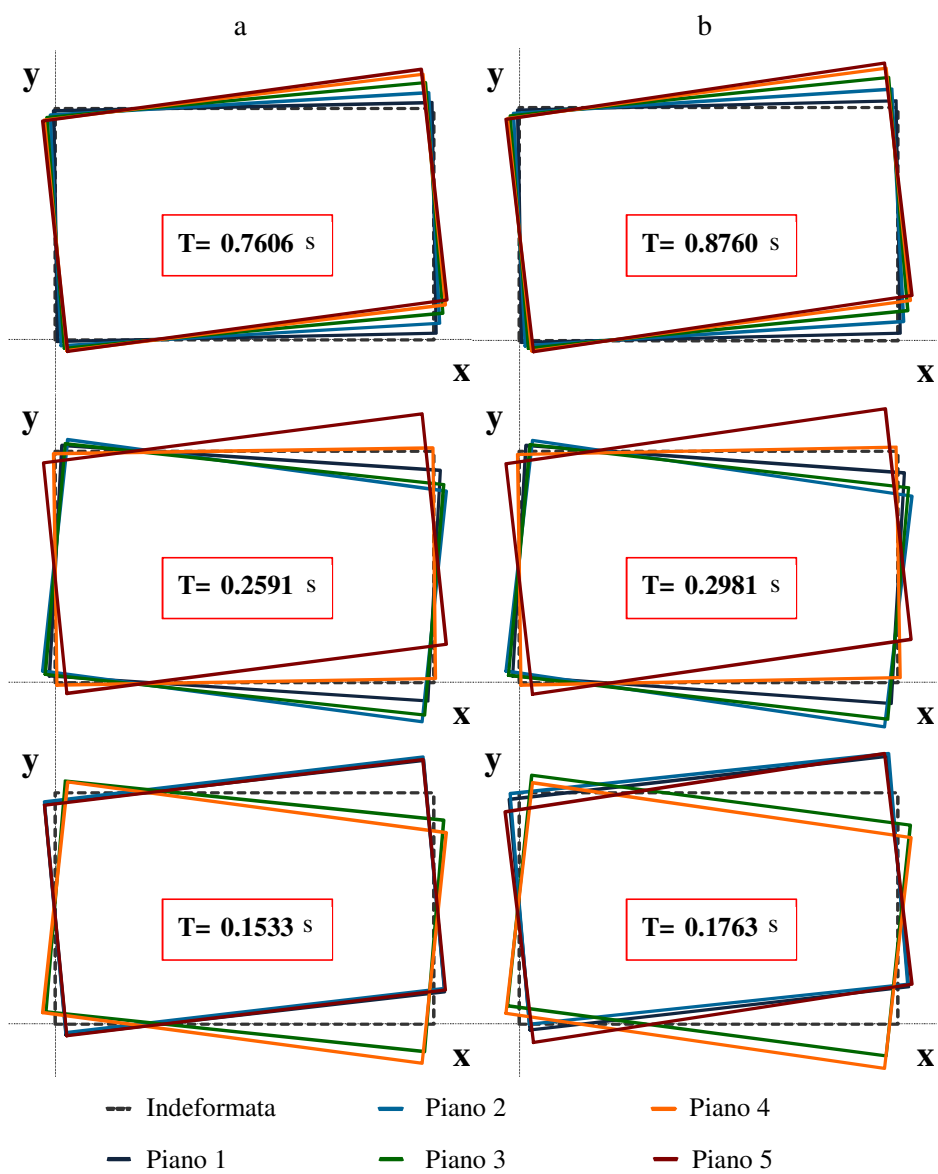 a b
y y
T= 0.7606 s T= 0.8760 s
x x
y y
T= 0.2591 s T= 0.2981 s
x x
y y
T= 0.1533 s T= 0.1763 s
x x
Indeformata Piano 2 Piano 4
Piano 1 Piano 3 Piano 5